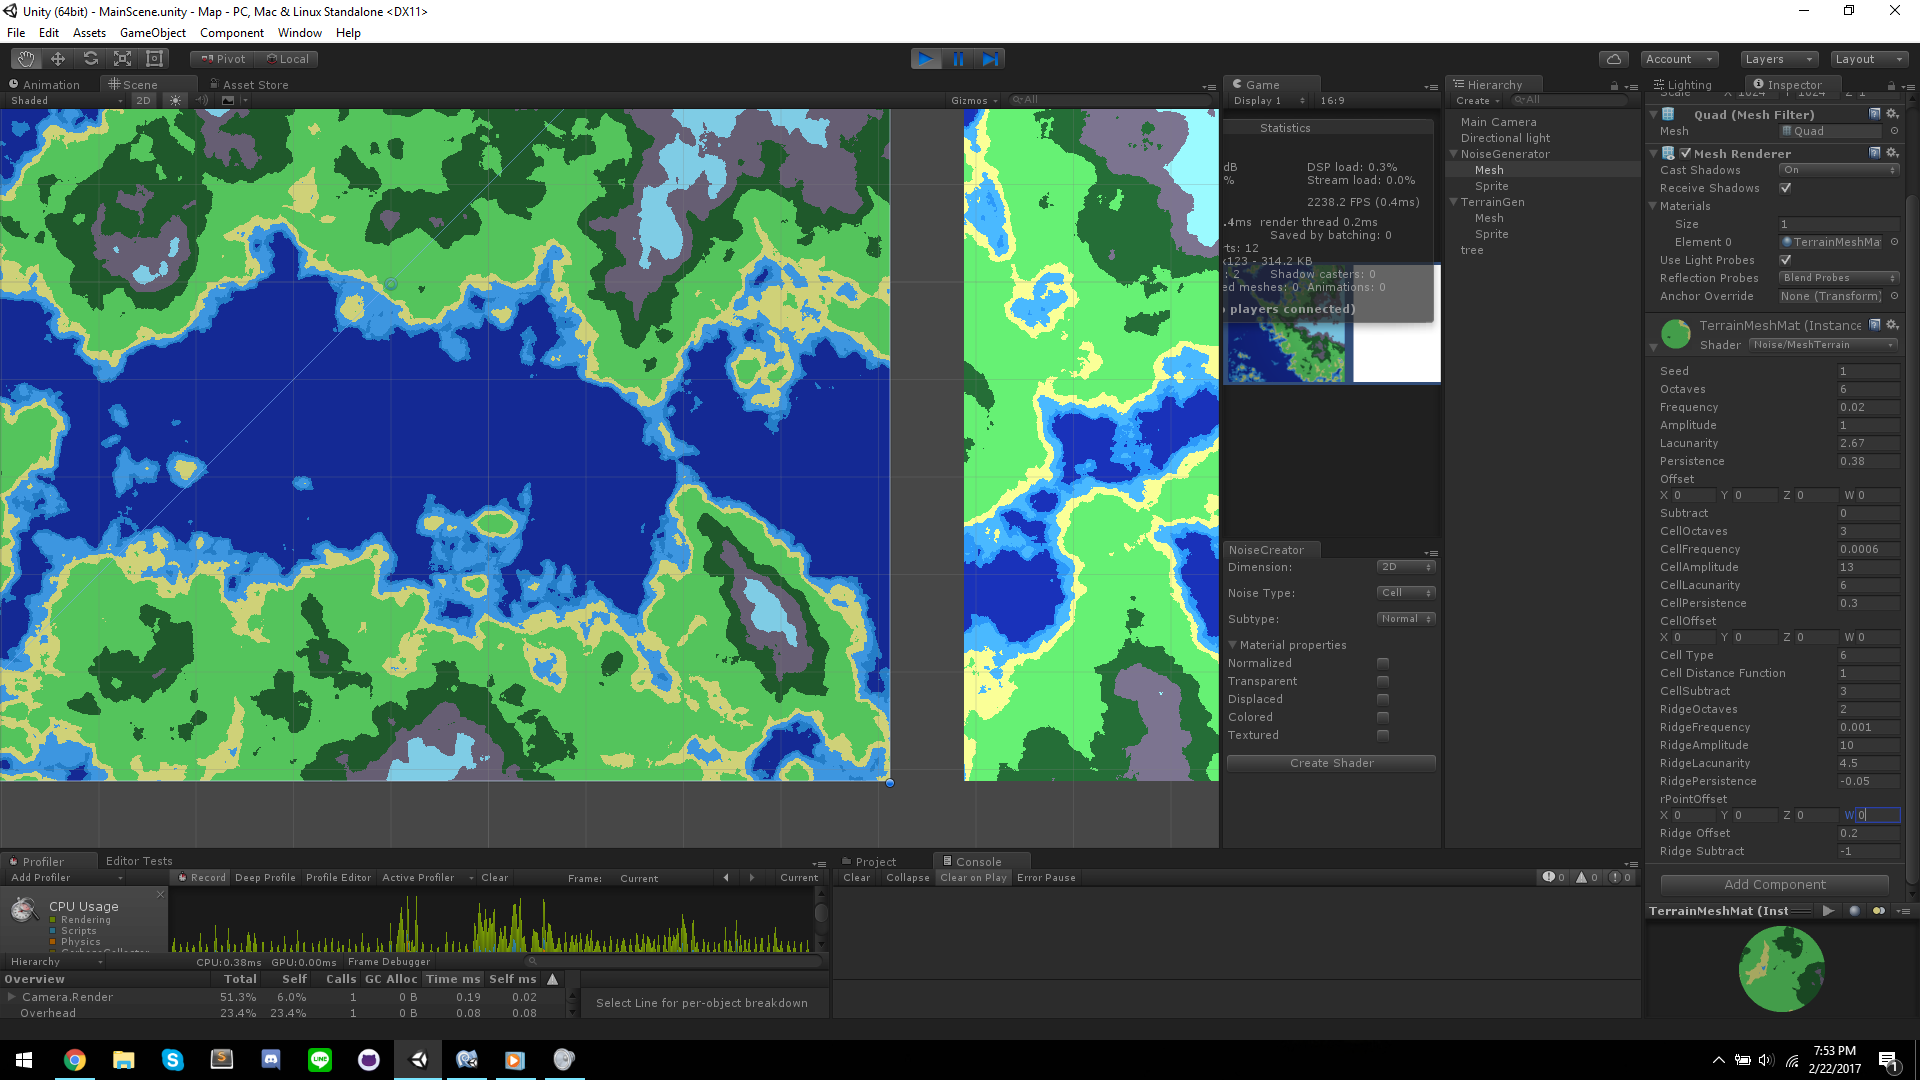 Unity (64bit) - MainScene.unity - Map - PC, Mac & Linux Standalone <DX11>
File Edit Assets GameObject Component Window Help
Pivot Local
Account Layers Layout
Animation Scene Asset Store
Shaded 2D Gizmos All
Game
Display 1 16:9
Statistics
dB DSP load: 0.3%
% Stream load: 0.0%
2238.2 FPS (0.4ms)
.4ms render thread 0.2ms
Saved by batching: 0
rts: 12
x123 - 314.2 KB
: 2 Shadow casters: 0
ed meshes: 0 Animations: 0
players connected)
NoiseCreator
Dimension: 2D
Noise Type: Cell
Subtype: Normal
Material properties
Normalized
Transparent
Displaced
Colored
Textured
Create Shader
Hierarchy
Create All
Main Camera
Directional light
NoiseGenerator
Mesh
Sprite
TerrainGen
Mesh
Sprite
tree
Lighting Inspector
Scale X 1024 Y 1024 Z 1
Quad (Mesh Filter)
Mesh Quad
Mesh Renderer
Cast Shadows On
Receive Shadows
Materials
Size 1
Element 0 TerrainMeshMa
Use Light Probes
Reflection Probes Blend Probes
Anchor Override None (Transform)
TerrainMeshMat (Instance
Shader Noise/MeshTerrain
Seed 1
Octaves 6
Frequency 0.02
Amplitude 1
Lacunarity 2.67
Persistence 0.38
Offset
X 0 Y 0 Z 0 W 0
Subtract 0
CellOctaves 3
CellFrequency 0.0006
CellAmplitude 13
CellLacunarity 6
CellPersistence 0.3
CellOffset
X 0 Y 0 Z 0 W 0
Cell Type 6
Cell Distance Function 1
CellSubtract 3
RidgeOctaves 2
RidgeFrequency 0.001
RidgeAmplitude 10
RidgeLacunarity 4.5
RidgePersistence -0.05
rPointOffset
X 0 Y 0 Z 0 W 0
Ridge Offset 0.2
Ridge Subtract -1
Add Component
TerrainMeshMat (Inst
Profiler Editor Tests
Add Profiler Record Deep Profile Profile Editor Active Profiler Clear Frame: Current Current
CPU Usage
Rendering
Scripts
Physics
GarbageCollector
Hierarchy CPU:0.38ms GPU:0.00ms Frame Debugger
Overview Total Self Calls GC Alloc Time ms Self ms
Camera.Render 51.3% 6.0% 1 0 B 0.19 0.02
Overhead 23.4% 23.4% 1 0 B 0.08 0.08
Select Line for per-object breakdown
Project Console
Clear Collapse Clear on Play Error Pause 0 0 0
7:53 PM
2/22/2017
1